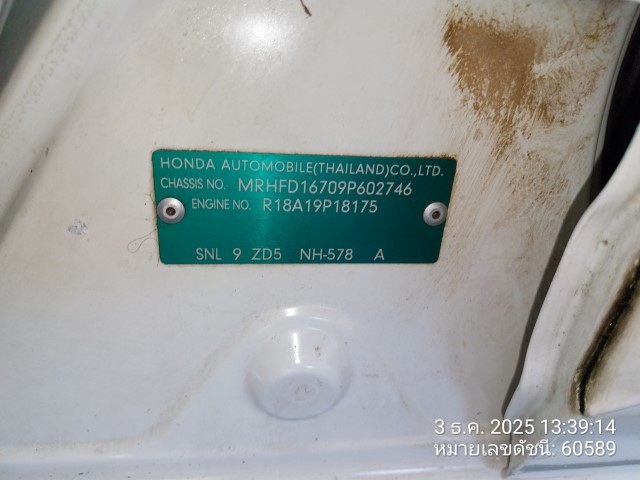 HONDA AUTOMOBILE(THAILAND)CO.,LTD.
CHASSIS NO. MRHFD16709P602746
ENGINE NO. R18A19P18175
SNL 9 ZD5 NH-578 A
3 ธ.ค. 2025 13:39:14
หมายเลขดัชนี: 60589